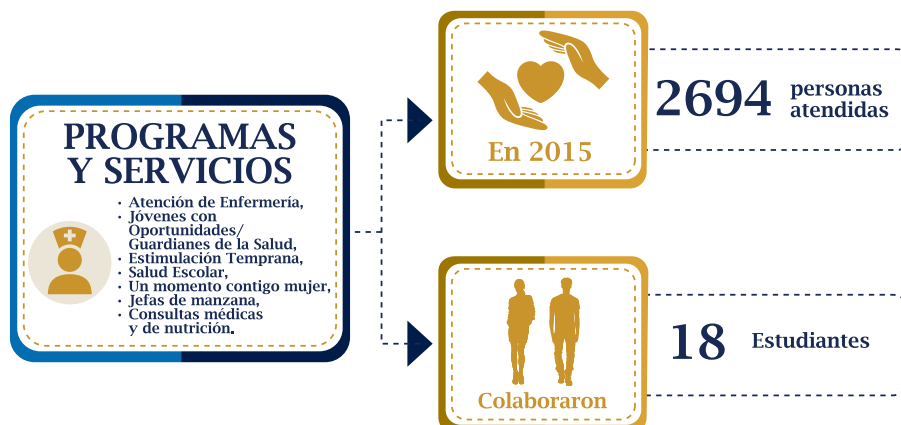 PROGRAMAS
Y SERVICIOS
· Atención de Enfermería,
· Jóvenes con
Oportunidades/
Guardianes de la Salud,
· Estimulación Temprana,
· Salud Escolar,
· Un momento contigo mujer,
· Jefas de manzana,
· Consultas médicas
y de nutrición.
En 2015
2694 personas
atendidas
Colaboraron
18 Estudiantes